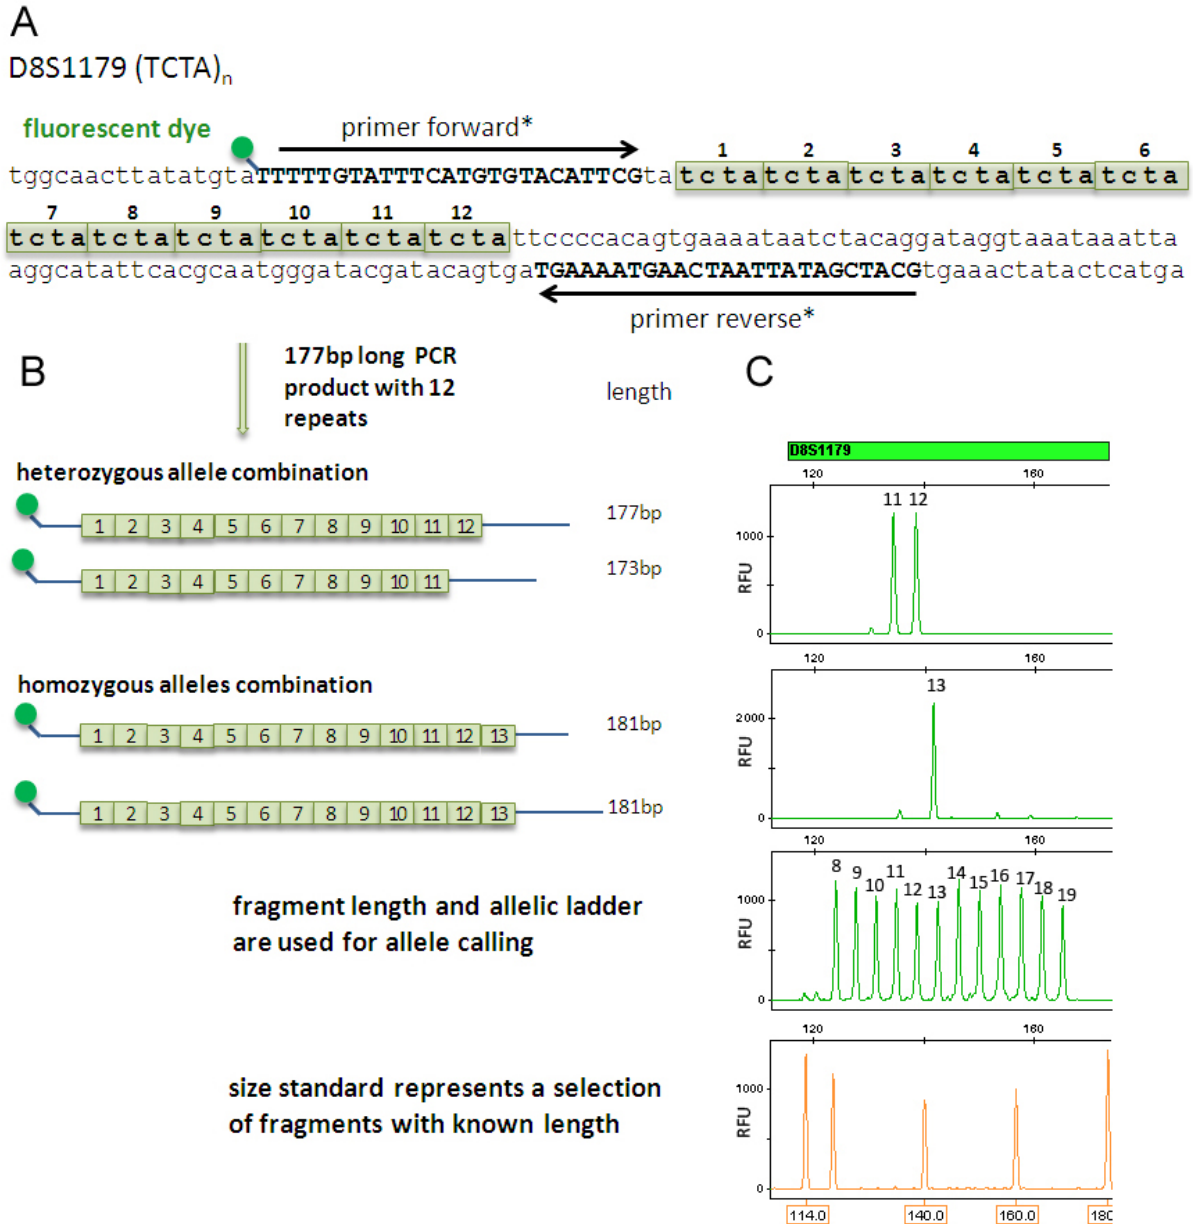 A
D8S1179 (TCTA)n
fluorescent dye
primer forward*
1 2 3 4 5 6
tggcaacttatatgtaTTTTTGTATTTCATGTGTACATTCGtatctatctatctatctatctatcta
7 8 9 10 11 12
tctatctatctatctatctatctattccccacagtgaaaataatctacaggataggtaaataaatta
aggcatattcacgcaatgggatacgatacagtgaTGAAAATGAACTAATTATAGCTACGtgaaactatactcatga
primer reverse*
B
177bp long PCR
product with 12
repeats
length
heterozygous allele combination
1 2 3 4 5 6 7 8 9 10 11 12
177bp
1 2 3 4 5 6 7 8 9 10 11
173bp
homozygous alleles combination
1 2 3 4 5 6 7 8 9 10 11 12 13
181bp
1 2 3 4 5 6 7 8 9 10 11 12 13
181bp
fragment length and allelic ladder
are used for allele calling
size standard represents a selection
of fragments with known length
C
D8S1179
120 160
11 12
1000
RFU
0
120 160
13
2000
RFU
0
120 160
8 9 10 11 12 13 14 15 16 17 18 19
1000
RFU
0
120 160
1000
RFU
0
114.0 140.0 160.0 180